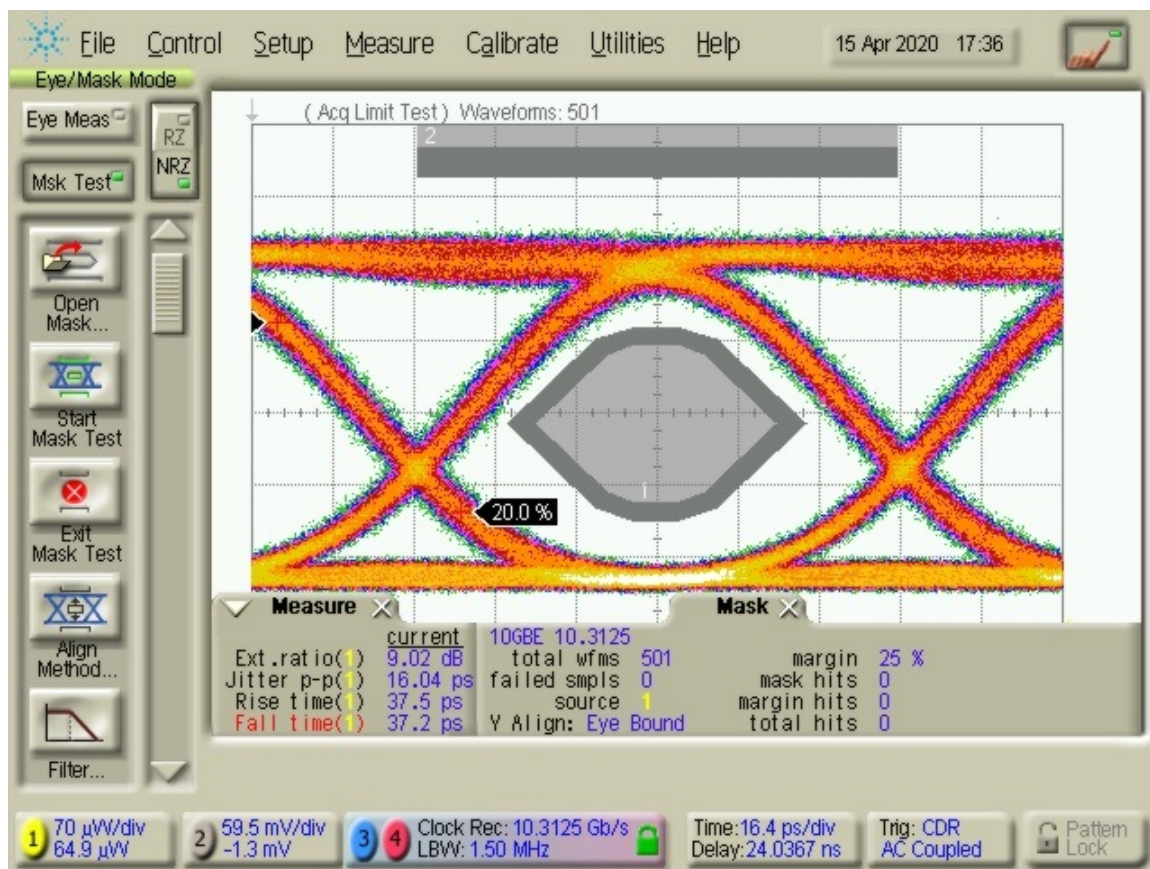 File Control Setup Measure Calibrate Utilities Help 15 Apr 2020 17:36
Eye/Mask Mode
Eye Meas
RZ
NRZ
Msk Test
Open
Mask...
Start
Mask Test
Exit
Mask Test
Align
Method...
Filter...
( Acq Limit Test ) Waveforms: 501
2
1
20.0 %
Measure
current
Ext.ratio(1) 9.02 dB
Jitter p-p(1) 16.04 ps
Rise time(1) 37.5 ps
Fall time(1) 37.2 ps
Mask
10GBE 10.3125
total wfms 501 margin 25 %
failed smpls 0 mask hits 0
source 1 margin hits 0
Y Align: Eye Bound total hits 0
1 70 µW/div
64.9 µW
2 59.5 mV/div
-1.3 mV
3 4 Clock Rec: 10.3125 Gb/s
LBW: 1.50 MHz
Time:16.4 ps/div
Delay:24.0367 ns
Trig: CDR
AC Coupled
Pattern
Lock